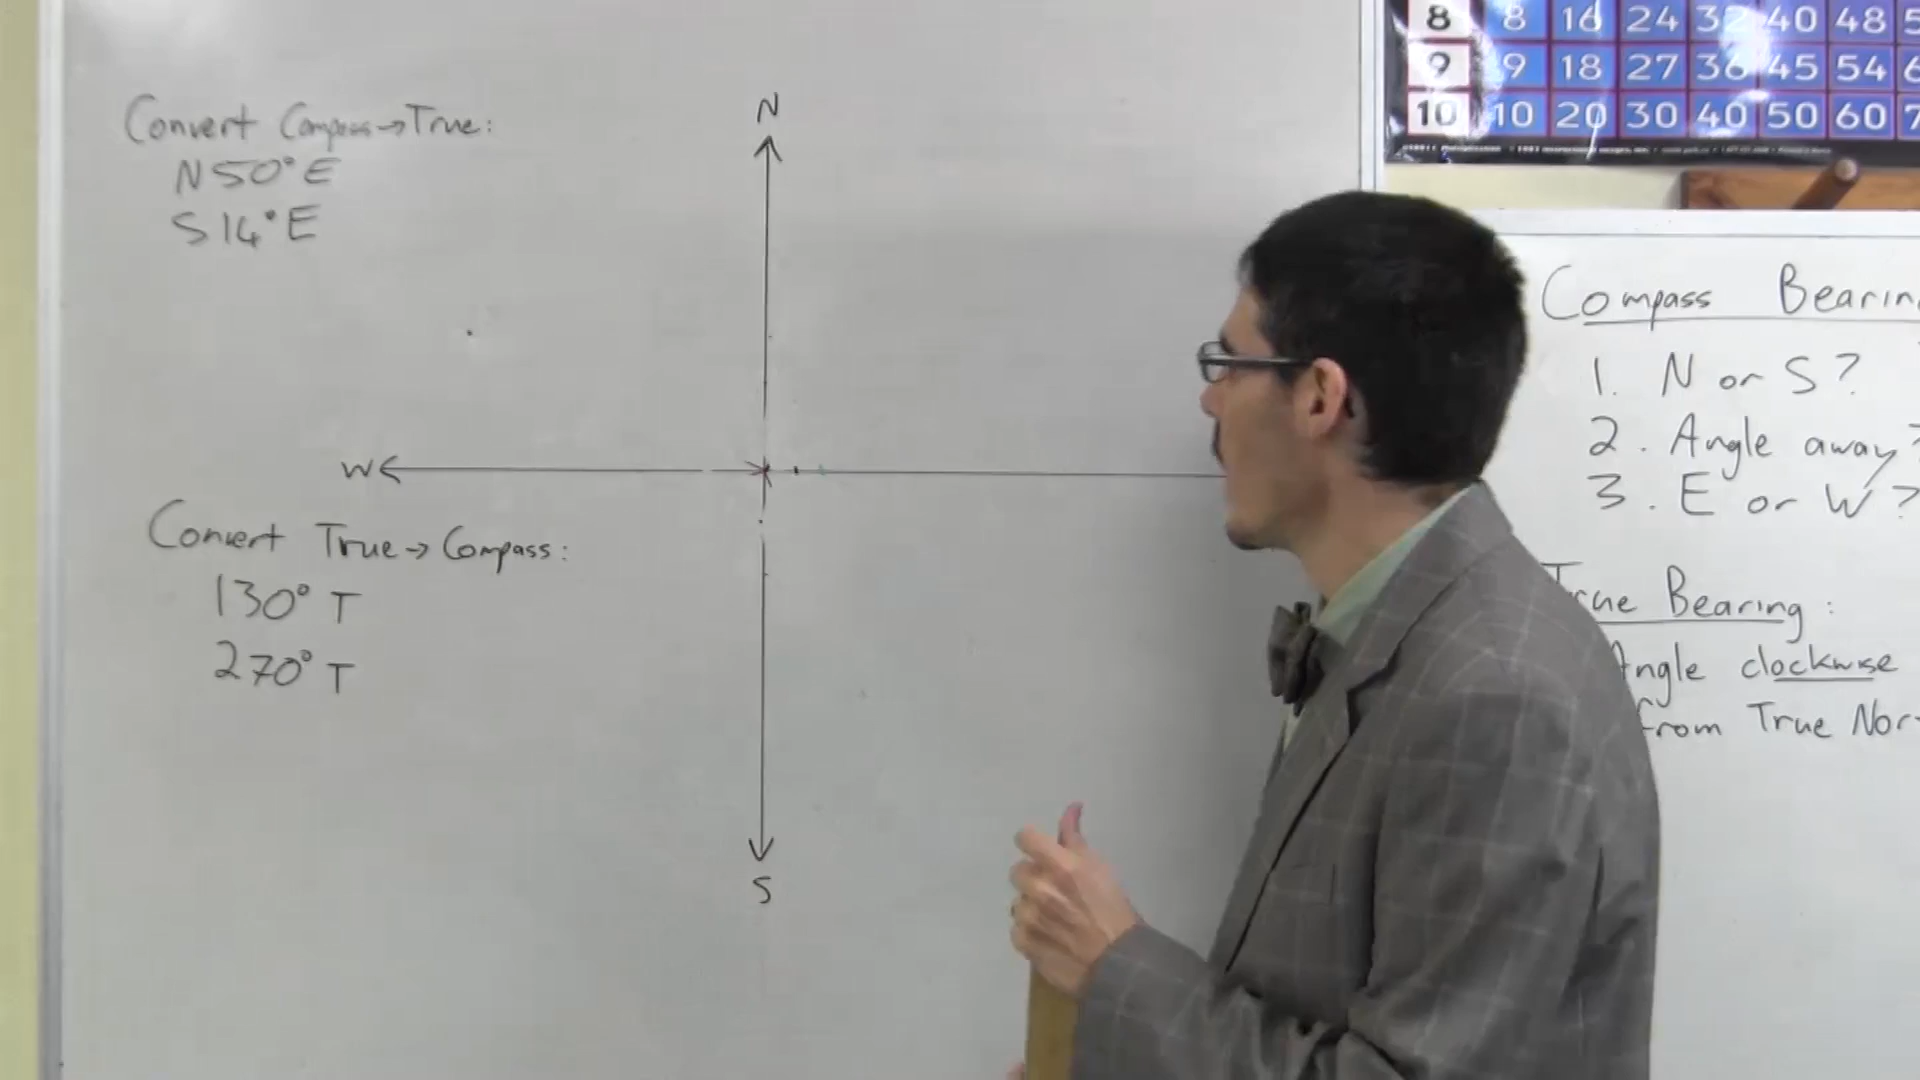 Convert Compass→True:
N50°E
S14°E
N
W
S
Convert True→Compass:
130° T
270° T
8 8 16 24 32 40 48
9 9 18 27 36 45 54
10 10 20 30 40 50 60
Compass Bearin
1. N or S?
2. Angle away?
3. E or W?
True Bearing:
Angle clockwise
from True Nor